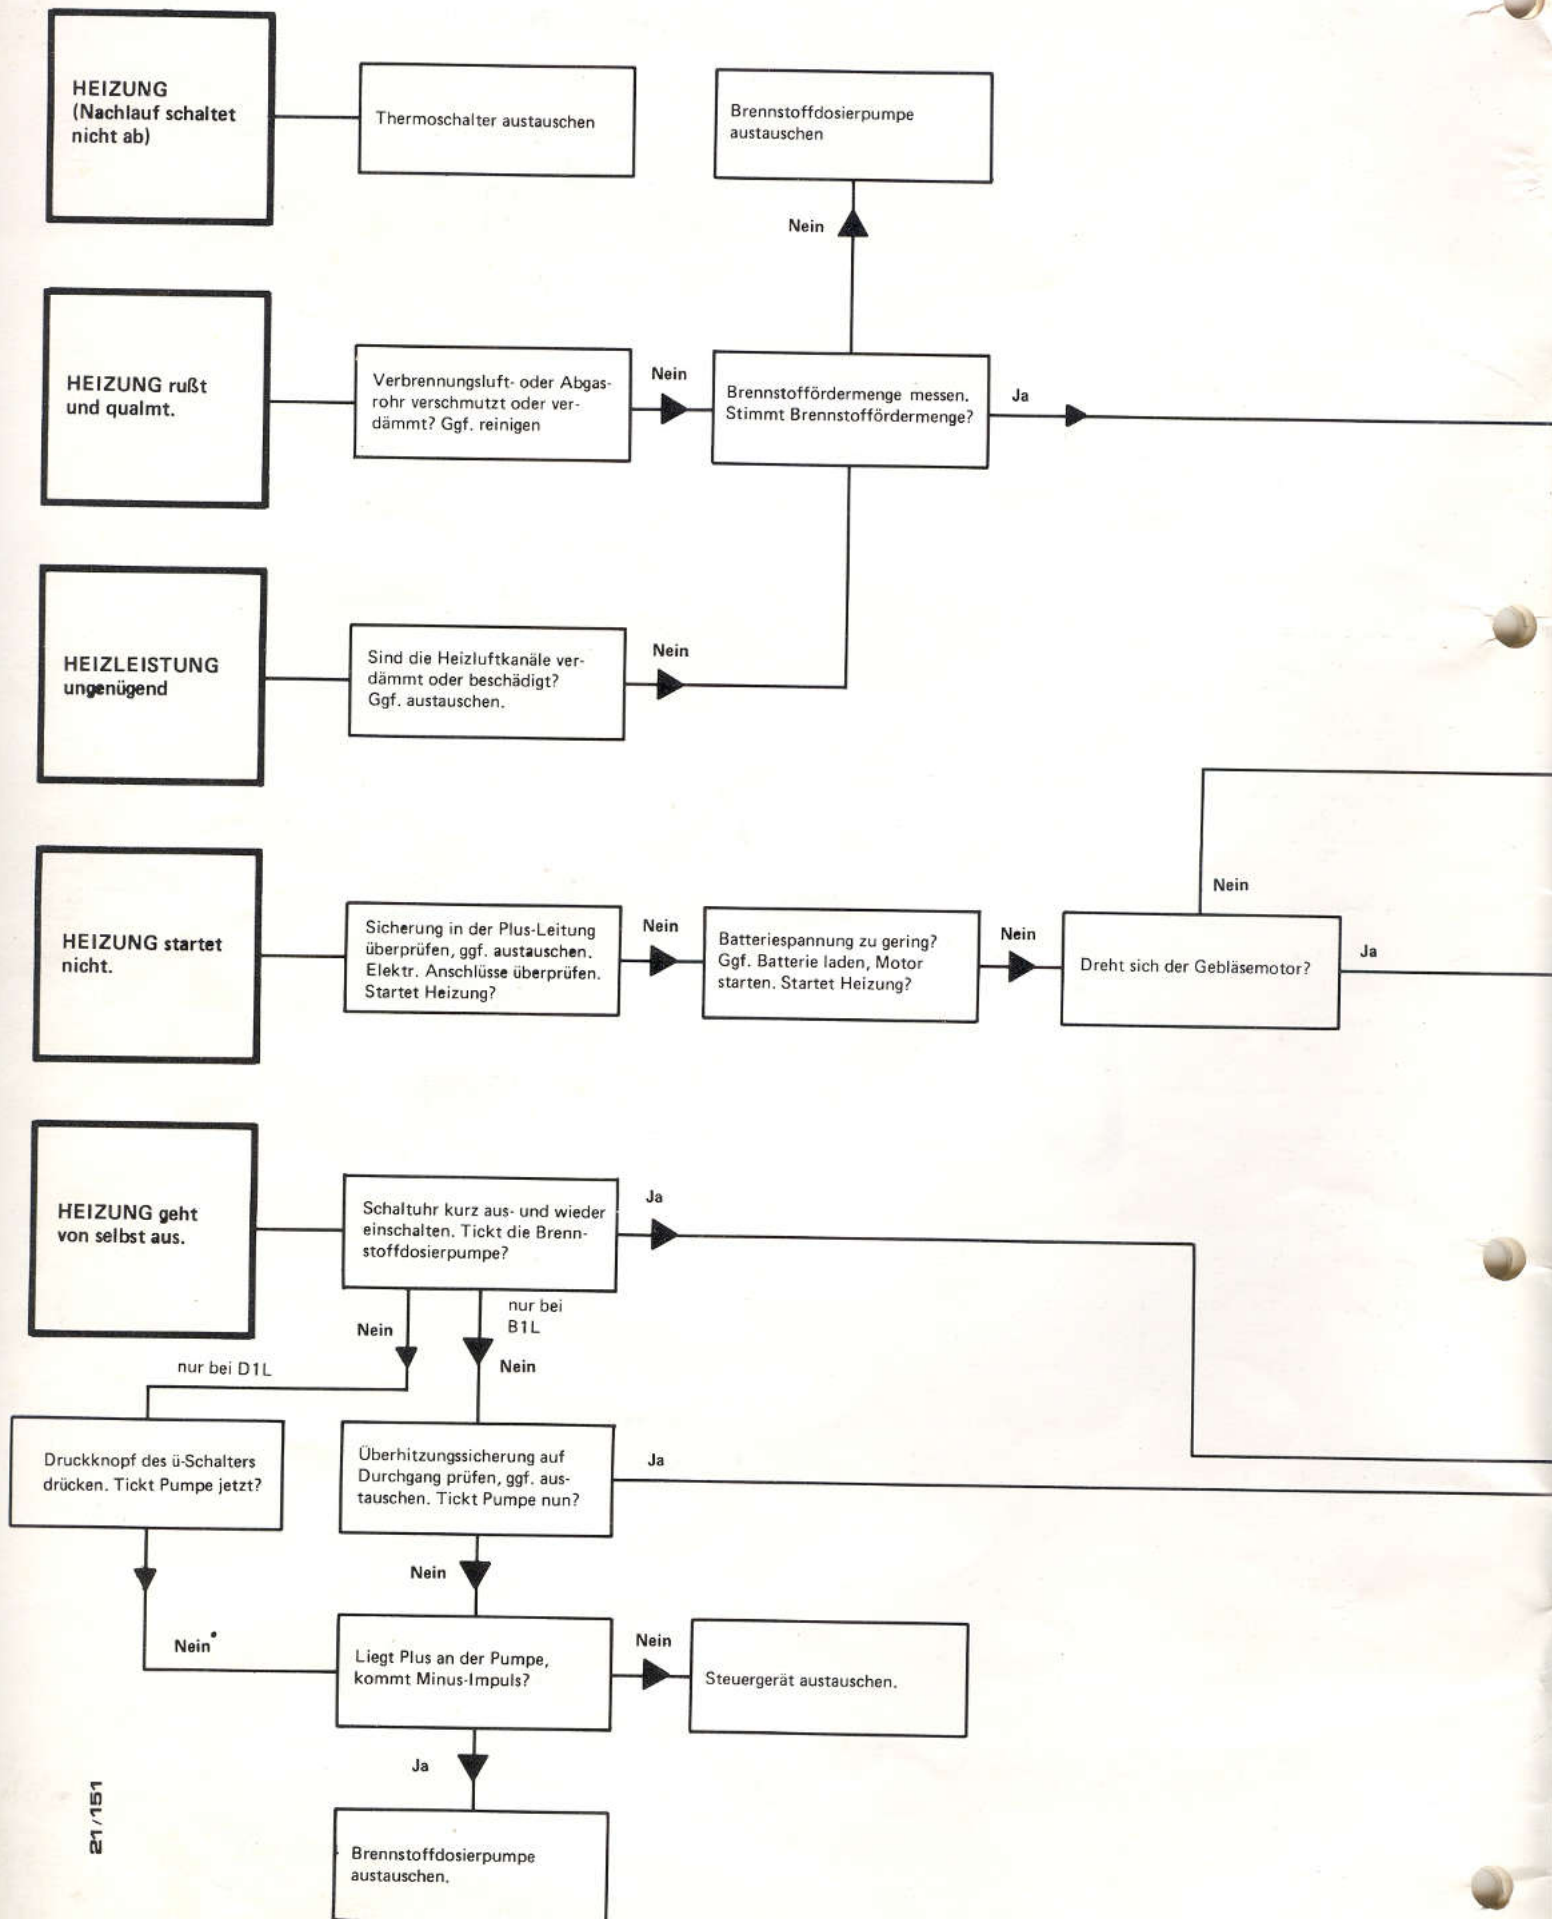 HEIZUNG
(Nachlauf schaltet
nicht ab)
Thermoschalter austauschen
Brennstoffdosierpumpe
austauschen
Nein
HEIZUNG rußt
und qualmt.
Verbrennungsluft- oder Abgas-
rohr verschmutzt oder ver-
dämmt? Ggf. reinigen
Nein
Brennstoffördermenge messen.
Stimmt Brennstoffördermenge?
Ja
HEIZLEISTUNG
ungenügend
Sind die Heizluftkanäle ver-
dämmt oder beschädigt?
Ggf. austauschen.
Nein
HEIZUNG startet
nicht.
Sicherung in der Plus-Leitung
überprüfen, ggf. austauschen.
Elektr. Anschlüsse überprüfen.
Startet Heizung?
Nein
Batteriespannung zu gering?
Ggf. Batterie laden, Motor
starten. Startet Heizung?
Nein
Dreht sich der Gebläsemotor?
Nein
Ja
HEIZUNG geht
von selbst aus.
Schaltuhr kurz aus- und wieder
einschalten. Tickt die Brenn-
stoffdosierpumpe?
Ja
Nein
nur bei
B1L
Nein
nur bei D1L
Druckknopf des ü-Schalters
drücken. Tickt Pumpe jetzt?
Überhitzungssicherung auf
Durchgang prüfen, ggf. aus-
tauschen. Tickt Pumpe nun?
Ja
Nein
Nein
Liegt Plus an der Pumpe,
kommt Minus-Impuls?
Nein
Steuergerät austauschen.
Ja
Brennstoffdosierpumpe
austauschen.
21/151